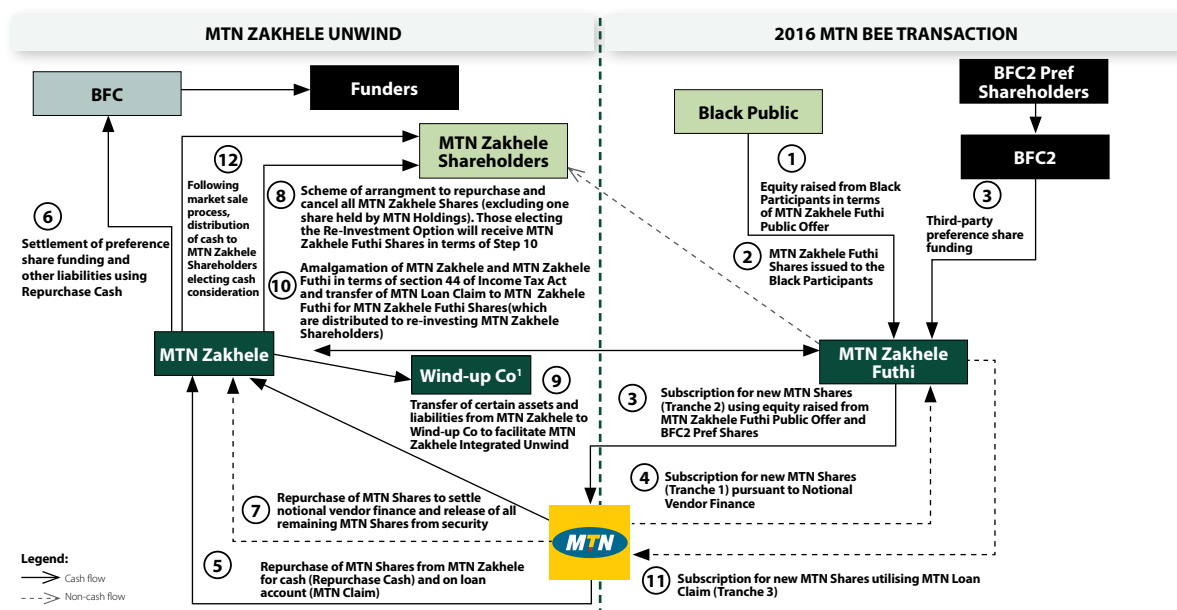 MTN ZAKHELE UNWIND
2016 MTN BEE TRANSACTION
BFC
Funders
MTN Zakhele
Shareholders
Black Public
BFC2 Pref
Shareholders
BFC2
12
Following
market sale
process,
distribution
of cash to
MTN Zakhele
Shareholders
electing cash
consideration
8
Scheme of arrangment to repurchase and
cancel all MTN Zakhele Shares (excluding one
share held by MTN Holdings). Those electing
the Re-Investment Option will receive MTN
Zakhele Futhi Shares in terms of Step 10
6
Settlement of preference
share funding and
other liabilities using
Repurchase Cash
10
Amalgamation of MTN Zakhele and MTN Zakhele
Futhi in terms of section 44 of Income Tax Act
and transfer of MTN Loan Claim to MTN Zakhele
Futhi for MTN Zakhele Futhi Shares(which
are distributed to re-investing MTN Zakhele
Shareholders)
1
Equity raised from Black
Participants in terms
of MTN Zakhele Futhi
Public Offer
2
MTN Zakhele Futhi
Shares issued to the
Black Participants
3
Third-party
preference share
funding
MTN Zakhele
Wind-up Co1
9
Transfer of certain assets and
liabilities from MTN Zakhele to
Wind-up Co to facilitate MTN
Zakhele Integrated Unwind
MTN Zakhele
Futhi
3
Subscription for new MTN Shares
(Tranche 2) using equity raised from
MTN Zakhele Futhi Public Offer and
BFC2 Pref Shares
4
Subscription for new MTN Shares
(Tranche 1) pursuant to Notional
Vendor Finance
7
Repurchase of MTN Shares to settle
notional vendor finance and release of all
remaining MTN Shares from security
MTN
5
Repurchase of MTN Shares from MTN Zakhele
for cash (Repurchase Cash) and on loan
account (MTN Claim)
11
Subscription for new MTN Shares utilising MTN Loan
Claim (Tranche 3)
Legend:
Cash flow
Non-cash flow